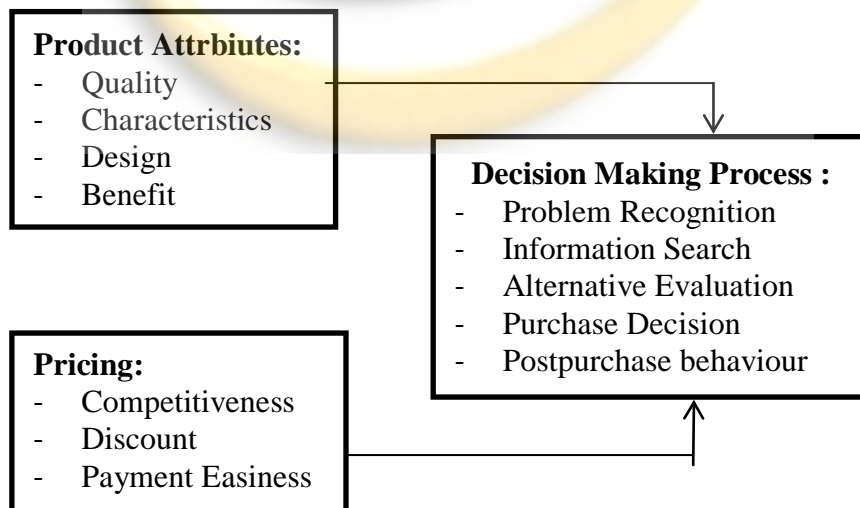 Product Attrbiutes:
- Quality
- Characteristics
- Design
- Benefit
Decision Making Process :
- Problem Recognition
- Information Search
- Alternative Evaluation
- Purchase Decision
- Postpurchase behaviour
Pricing:
- Competitiveness
- Discount
- Payment Easiness